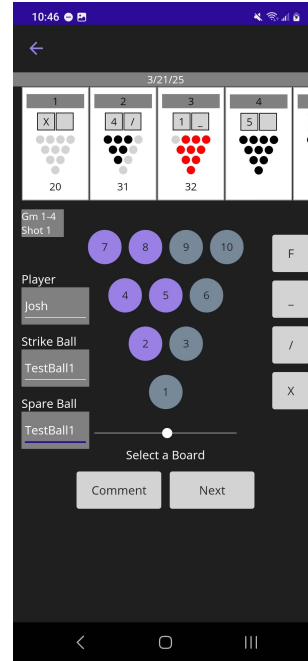 10:46
3/21/25
1 2 3 4
X 4 / 1 _ 5
20 31 32
Gm 1-4
Shot 1
7 8 9 10
F
Player
4 5 6
Josh
_
Strike Ball
2 3
/
TestBall1
1
X
Spare Ball
TestBall1
Select a Board
Comment Next